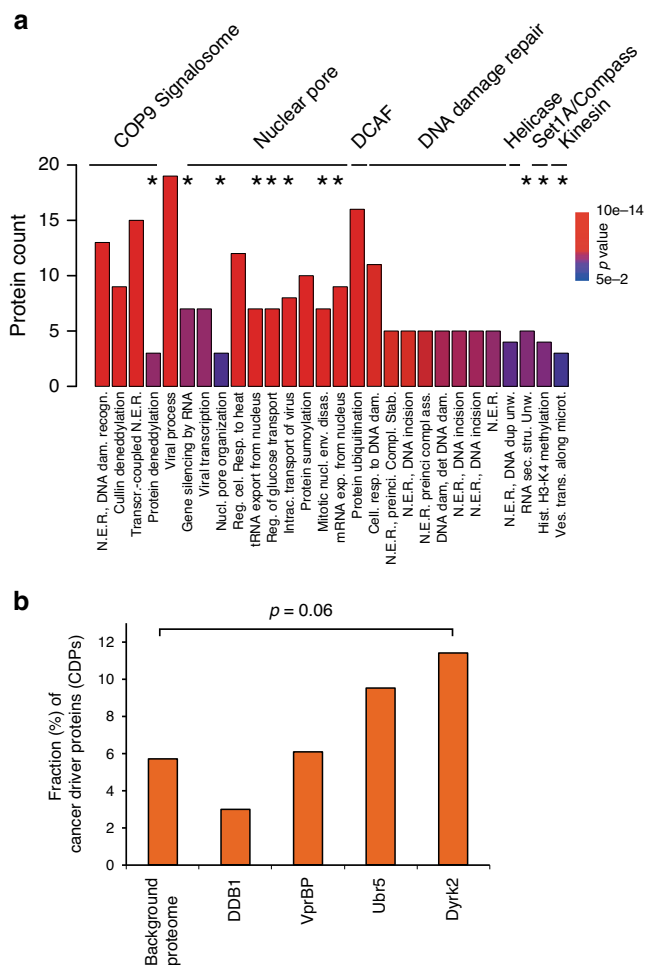 a
COP9 Signalosome
Nuclear pore
DCAF
DNA damage repair
Helicase
Set1A/Compass
Kinesin
20
15
10
5
0
Protein count
* * * * * * * * * * *
10e–14
5e–2
p value
N.E.R., DNA dam. recogn.
Cullin deneddylation
Transcr.-coupled N.E.R.
Protein deneddylation
Viral process
Gene silencing by RNA
Viral transcription
Nucl. pore organization
Reg. cel. Resp. to heat
tRNA export from nucleus
Reg. of glucose transport
Intrac. transport of virus
Protein sumoylation
Mitotic nucl. env. disas.
mRNA exp. from nucleus
Protein ubiquitination
Cell. resp. to DNA dam.
N.E.R., preinci. Compl. Stab.
N.E.R., DNA incision
N.E.R. preinci compl ass.
DNA dam. det DNA dam.
N.E.R., DNA incision
N.E.R., DNA incision
N.E.R.
N.E.R., DNA dup unw.
RNA sec. stru. Unw.
Hist. H3-K4 methylation
Ves. trans. along microt.
b
p = 0.06
12
10
8
6
4
2
0
Fraction (%) of
cancer driver proteins (CDPs)
Background
proteome
DDB1
VprBP
Ubr5
Dyrk2